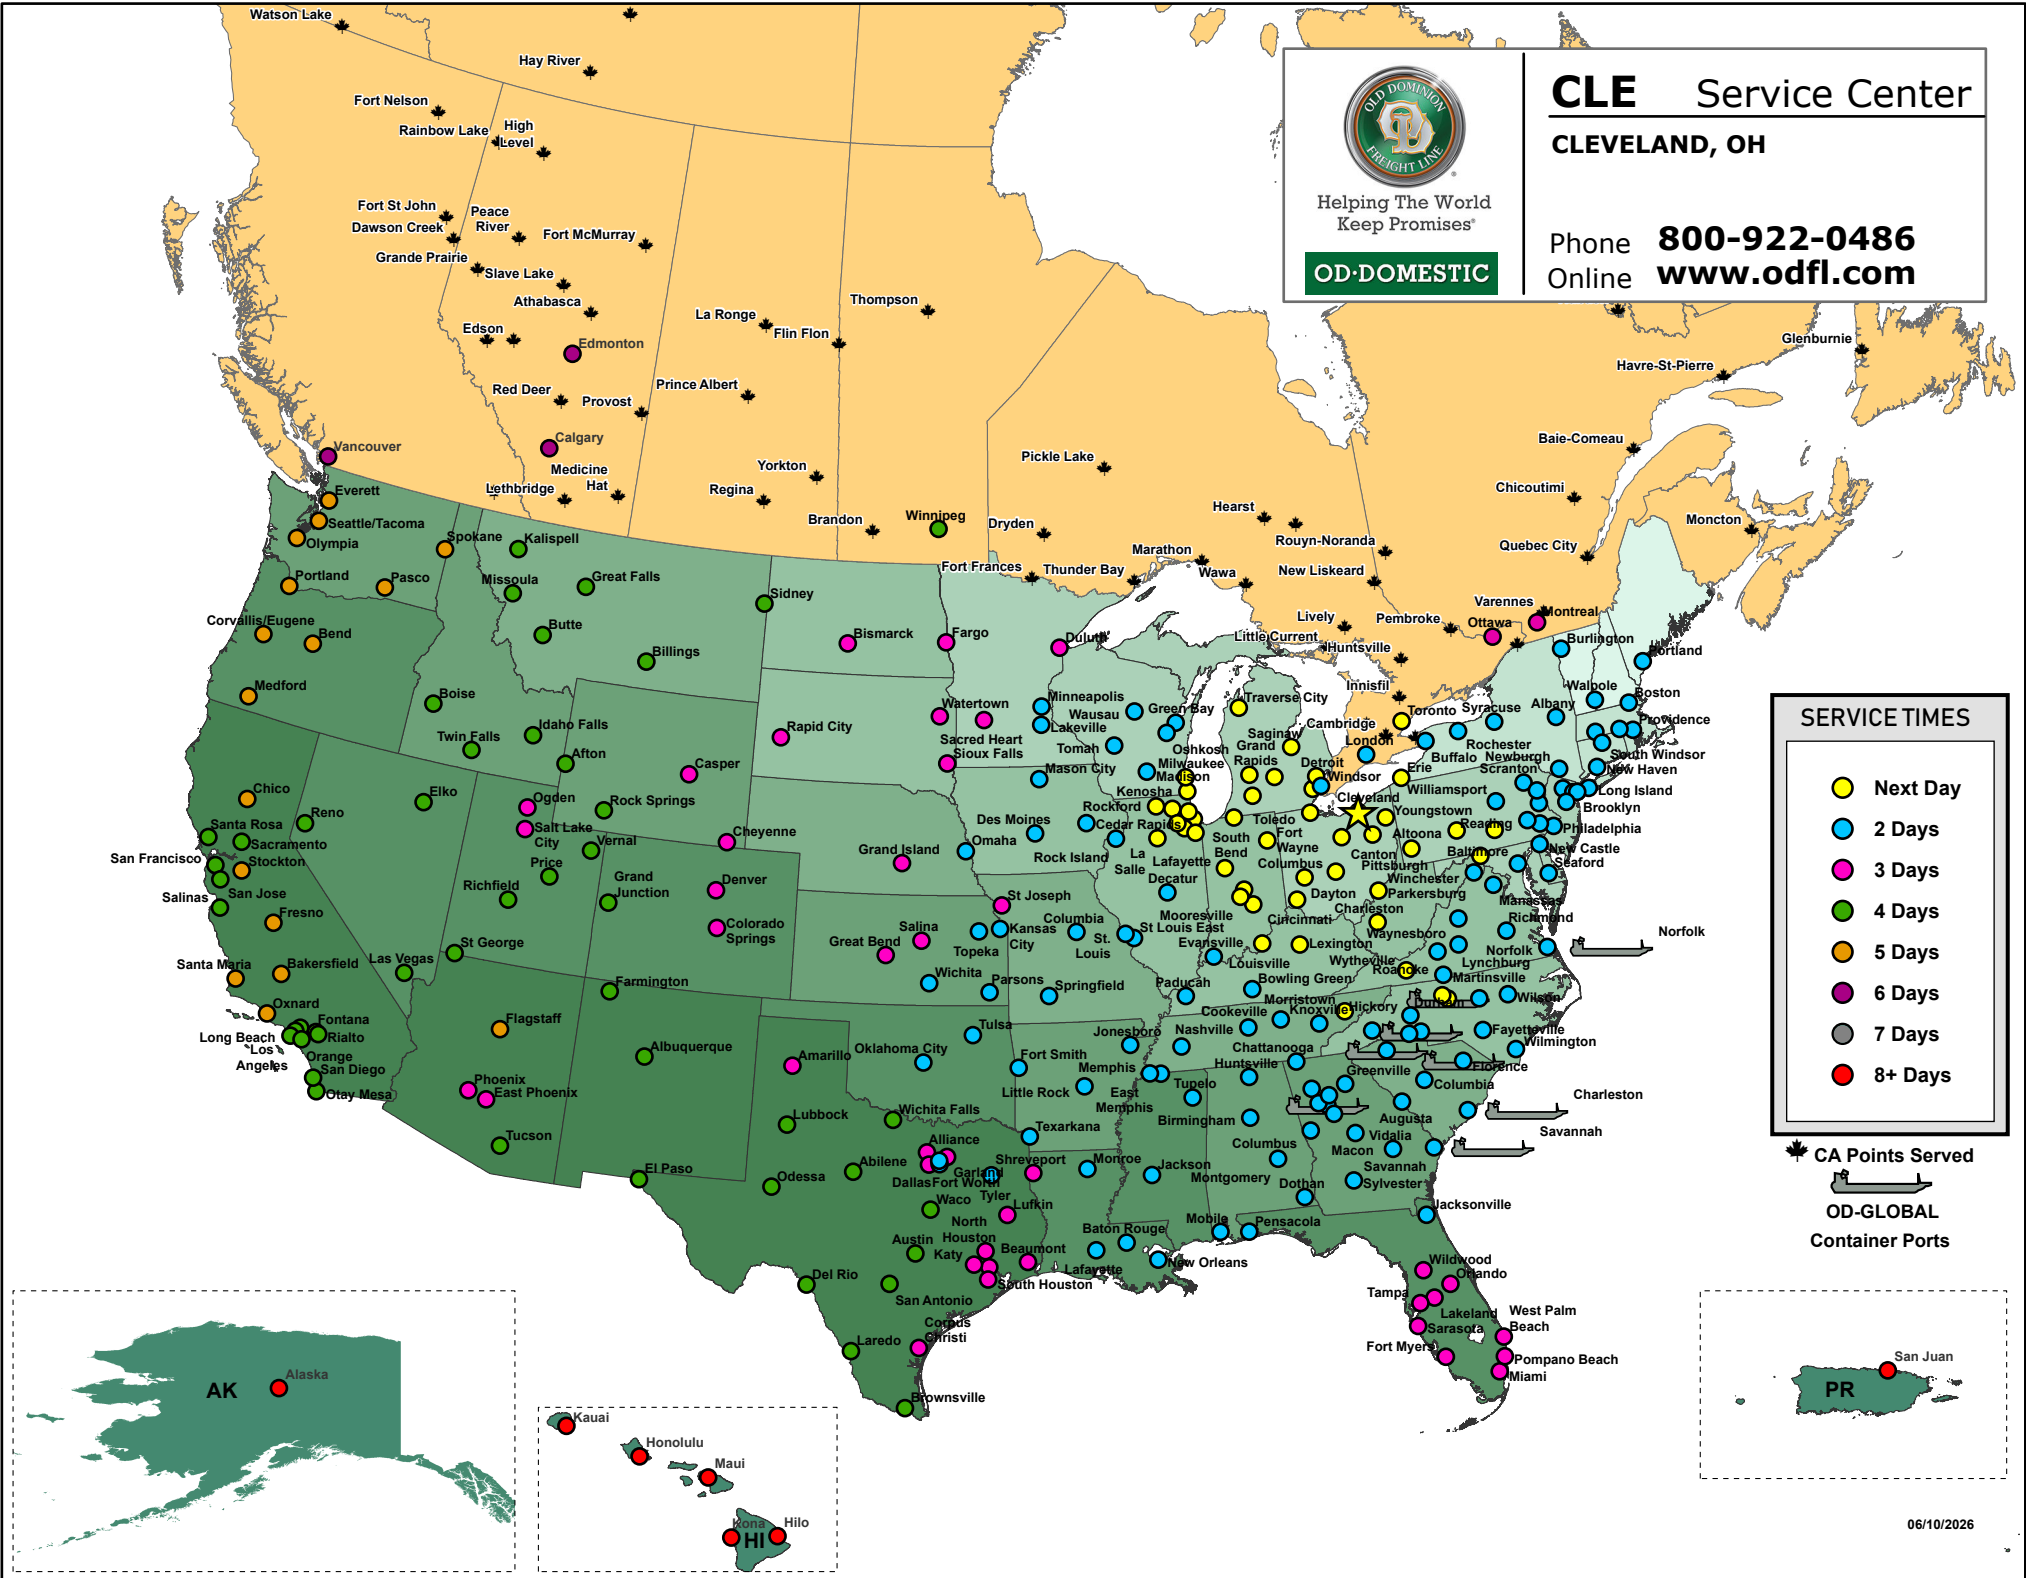 CLE Service Center
CLEVELAND, OH
Phone 800-922-0486
Online www.odfl.com
OLD DOMINION
FREIGHT LINE
Helping The World
Keep Promises®
OD·DOMESTIC
Watson Lake
Hay River
Fort Nelson
Rainbow Lake
High
Level
Fort St John
Dawson Creek
Peace
River
Fort McMurray
Grande Prairie
Slave Lake
Athabasca
Edson
Edmonton
Red Deer
Provost
Calgary
Vancouver
Medicine
Hat
Lethbridge
La Ronge
Flin Flon
Prince Albert
Thompson
Yorkton
Regina
Brandon
Winnipeg
Dryden
Pickle Lake
Fort Frances
Thunder Bay
Marathon
Wawa
Hearst
Rouyn-Noranda
New Liskeard
Lively
Little Current
Huntsville
Pembroke
Innisfil
Cambridge
Toronto
London
Windsor
Ottawa
Varennes
Montreal
Quebec City
Chicoutimi
Baie-Comeau
Havre-St-Pierre
Glenburnie
Moncton
Everett
Seattle/Tacoma
Olympia
Spokane
Portland
Pasco
Corvallis/Eugene
Bend
Medford
Kalispell
Missoula
Great Falls
Butte
Billings
Sidney
Boise
Twin Falls
Idaho Falls
Afton
Casper
Rock Springs
Cheyenne
Chico
Reno
Elko
Santa Rosa
Sacramento
San Francisco
Stockton
San Jose
Salinas
Fresno
Santa Maria
Bakersfield
Oxnard
Fontana
Rialto
Long Beach
Los
Angeles
Orange
San Diego
Otay Mesa
Las Vegas
St George
Ogden
Salt Lake
City
Vernal
Price
Richfield
Grand
Junction
Denver
Colorado
Springs
Farmington
Flagstaff
Albuquerque
Phoenix
East Phoenix
Tucson
El Paso
Bismarck
Fargo
Duluth
Rapid City
Watertown
Sacred Heart
Sioux Falls
Minneapolis
Lakeville
Wausau
Green Bay
Tomah
Oshkosh
Milwaukee
Madison
Kenosha
Mason City
Rockford
Des Moines
Cedar Rapids
Omaha
Rock Island
Grand Island
La
Salle
Decatur
Lafayette
St Joseph
Kansas
City
Topeka
Salina
Great Bend
Wichita
Parsons
Columbia
St.
Louis
St Louis East
Springfield
Mooresville
Evansville
Paducah
Traverse City
Saginaw
Grand
Rapids
Detroit
South
Bend
Fort
Wayne
Toledo
Cleveland
Erie
Youngstown
Canton
Columbus
Pittsburgh
Altoona
Dayton
Parkersburg
Cincinnati
Charleston
Winchester
Lexington
Louisville
Bowling Green
Wytheville
Roanoke
Waynesboro
Lynchburg
Martinsville
Richmond
Norfolk
Norfolk
Manassas
Baltimore
Seaford
New Castle
Philadelphia
Reading
Williamsport
Scranton
Brooklyn
Long Island
New Haven
South Windsor
Newburgh
Buffalo
Rochester
Syracuse
Albany
Burlington
Portland
Walpole
Boston
Providence
Morristown
Hickory
Durham
Wilson
Cookeville
Knoxville
Nashville
Chattanooga
Fayetteville
Wilmington
Florence
Greenville
Columbia
Charleston
Savannah
Augusta
Vidalia
Macon
Savannah
Sylvester
Huntsville
Birmingham
Columbus
Montgomery
Dothan
Mobile
Pensacola
Jacksonville
Wildwood
Orlando
Tampa
Lakeland
Sarasota
Fort Myers
West Palm
Beach
Pompano Beach
Miami
Jonesboro
Memphis
East
Memphis
Tupelo
Jackson
Little Rock
Fort Smith
Tulsa
Oklahoma City
Amarillo
Lubbock
Wichita Falls
Texarkana
Alliance
Garland
Dallas
Fort Worth
Abilene
Odessa
Shreveport
Monroe
Tyler
Lufkin
Waco
Austin
North
Houston
Katy
Beaumont
South Houston
San Antonio
Del Rio
Laredo
Corpus
Christi
Brownsville
Baton Rouge
Lafayette
New Orleans
SERVICE TIMES
Next Day
2 Days
3 Days
4 Days
5 Days
6 Days
7 Days
8+ Days
CA Points Served
OD-GLOBAL
Container Ports
AK
Alaska
Kauai
Honolulu
Maui
Kona
Hilo
HI
San Juan
PR
06/10/2026